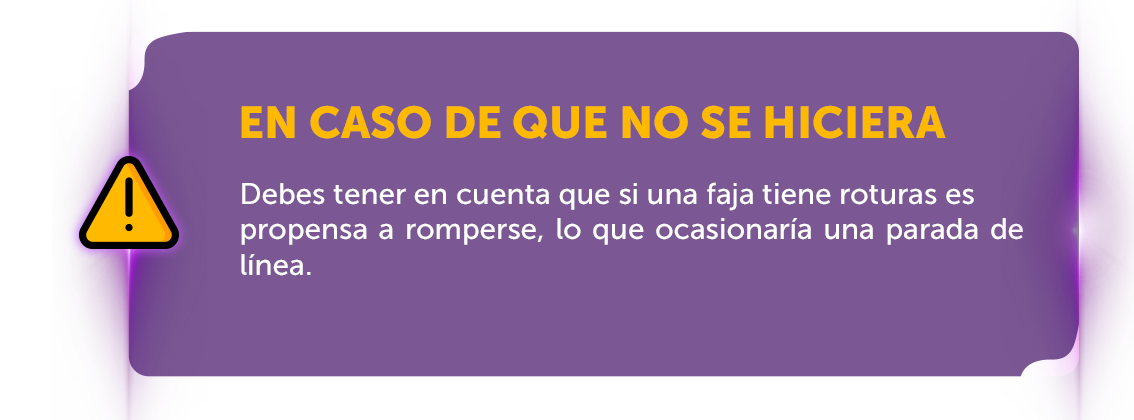 EN CASO DE QUE NO SE HICIERA
Debes tener en cuenta que si una faja tiene roturas es
propensa a romperse, lo que ocasionaría una parada de
línea.